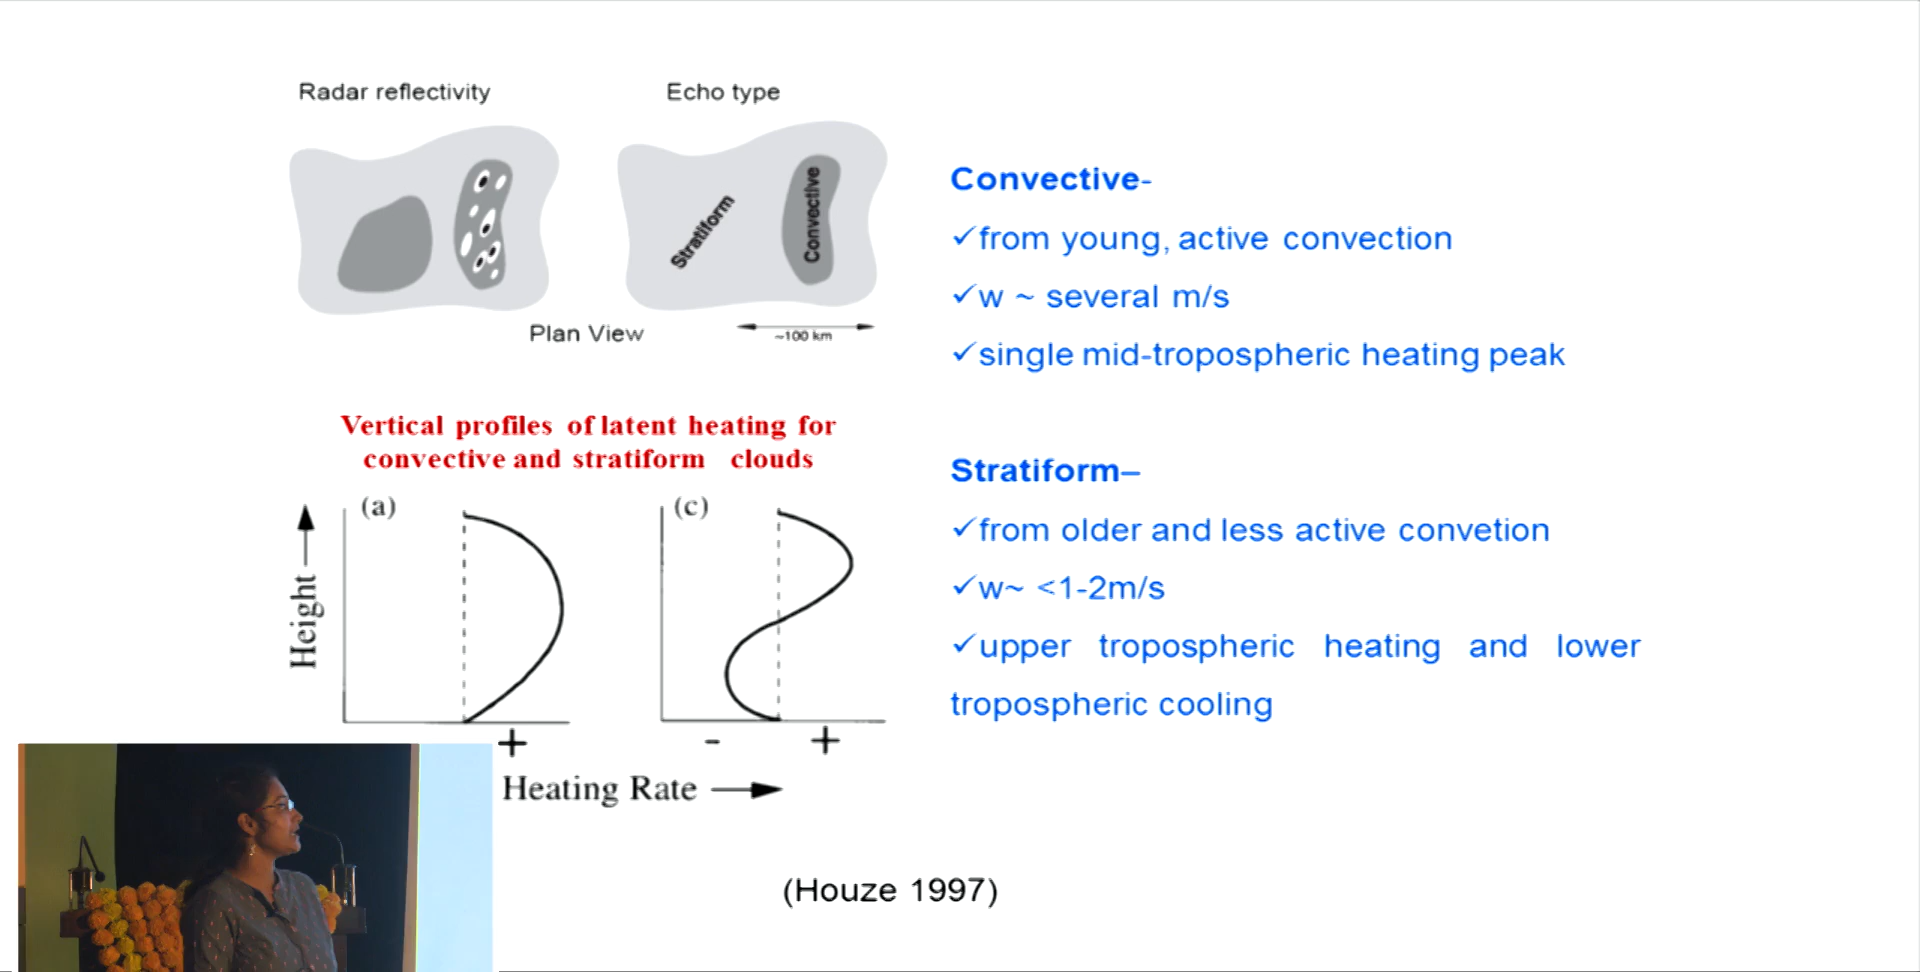 Radar reflectivity
Echo type
Stratiform
Convective
Plan View
~100 km
Vertical profiles of latent heating for
convective and stratiform clouds
(a)
(c)
Height
+
- +
Heating Rate
(Houze 1997)
Convective-
✓from young, active convection
✓w ~ several m/s
✓single mid-tropospheric heating peak
Stratiform–
✓from older and less active convetion
✓w~ <1-2m/s
✓upper tropospheric heating and lower
tropospheric cooling